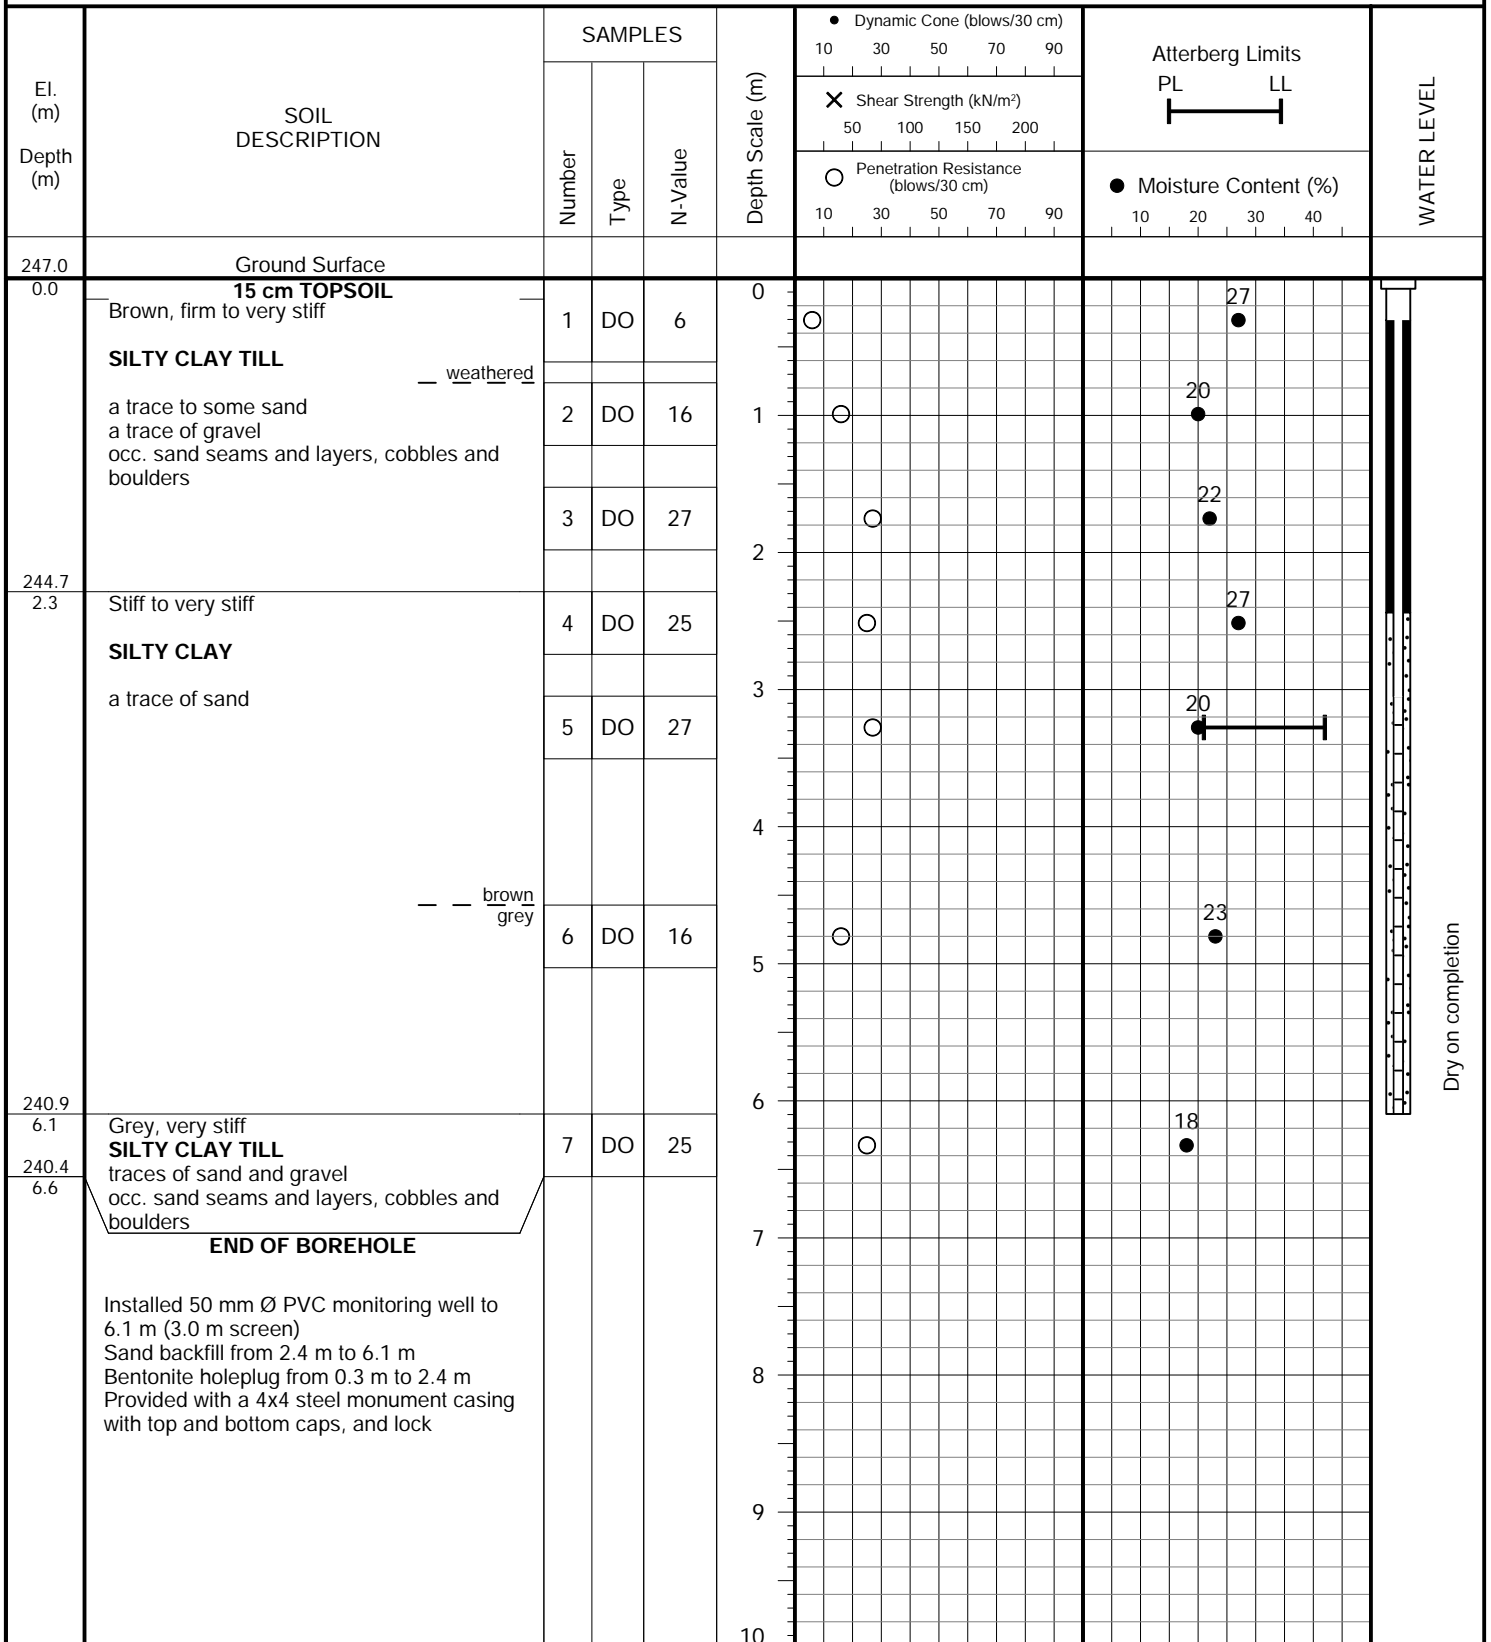 El.
(m)
Depth
(m)
SOIL
DESCRIPTION
SAMPLES
Number
Type
N-Value
Depth Scale (m)
● Dynamic Cone (blows/30 cm)
10 30 50 70 90
✕ Shear Strength (kN/m²)
50 100 150 200
○ Penetration Resistance
(blows/30 cm)
10 30 50 70 90
Atterberg Limits
PL LL
● Moisture Content (%)
10 20 30 40
WATER LEVEL
247.0 Ground Surface
0.0 15 cm TOPSOIL 0
Brown, firm to very stiff
1 DO 6 27
SILTY CLAY TILL
weathered
a trace to some sand
2 DO 16 1 20
a trace of gravel
occ. sand seams and layers, cobbles and
boulders
3 DO 27 22
2
244.7
2.3 Stiff to very stiff
4 DO 25 27
SILTY CLAY
a trace of sand
3
5 DO 27 20
4
brown
grey
6 DO 16 23
5
Dry on completion
6
240.9
6.1 Grey, very stiff
SILTY CLAY TILL
7 DO 25 18
240.4 traces of sand and gravel
6.6 occ. sand seams and layers, cobbles and
boulders
7
END OF BOREHOLE
Installed 50 mm Ø PVC monitoring well to
6.1 m (3.0 m screen)
Sand backfill from 2.4 m to 6.1 m
Bentonite holeplug from 0.3 m to 2.4 m
8
Provided with a 4x4 steel monument casing
with top and bottom caps, and lock
9
10